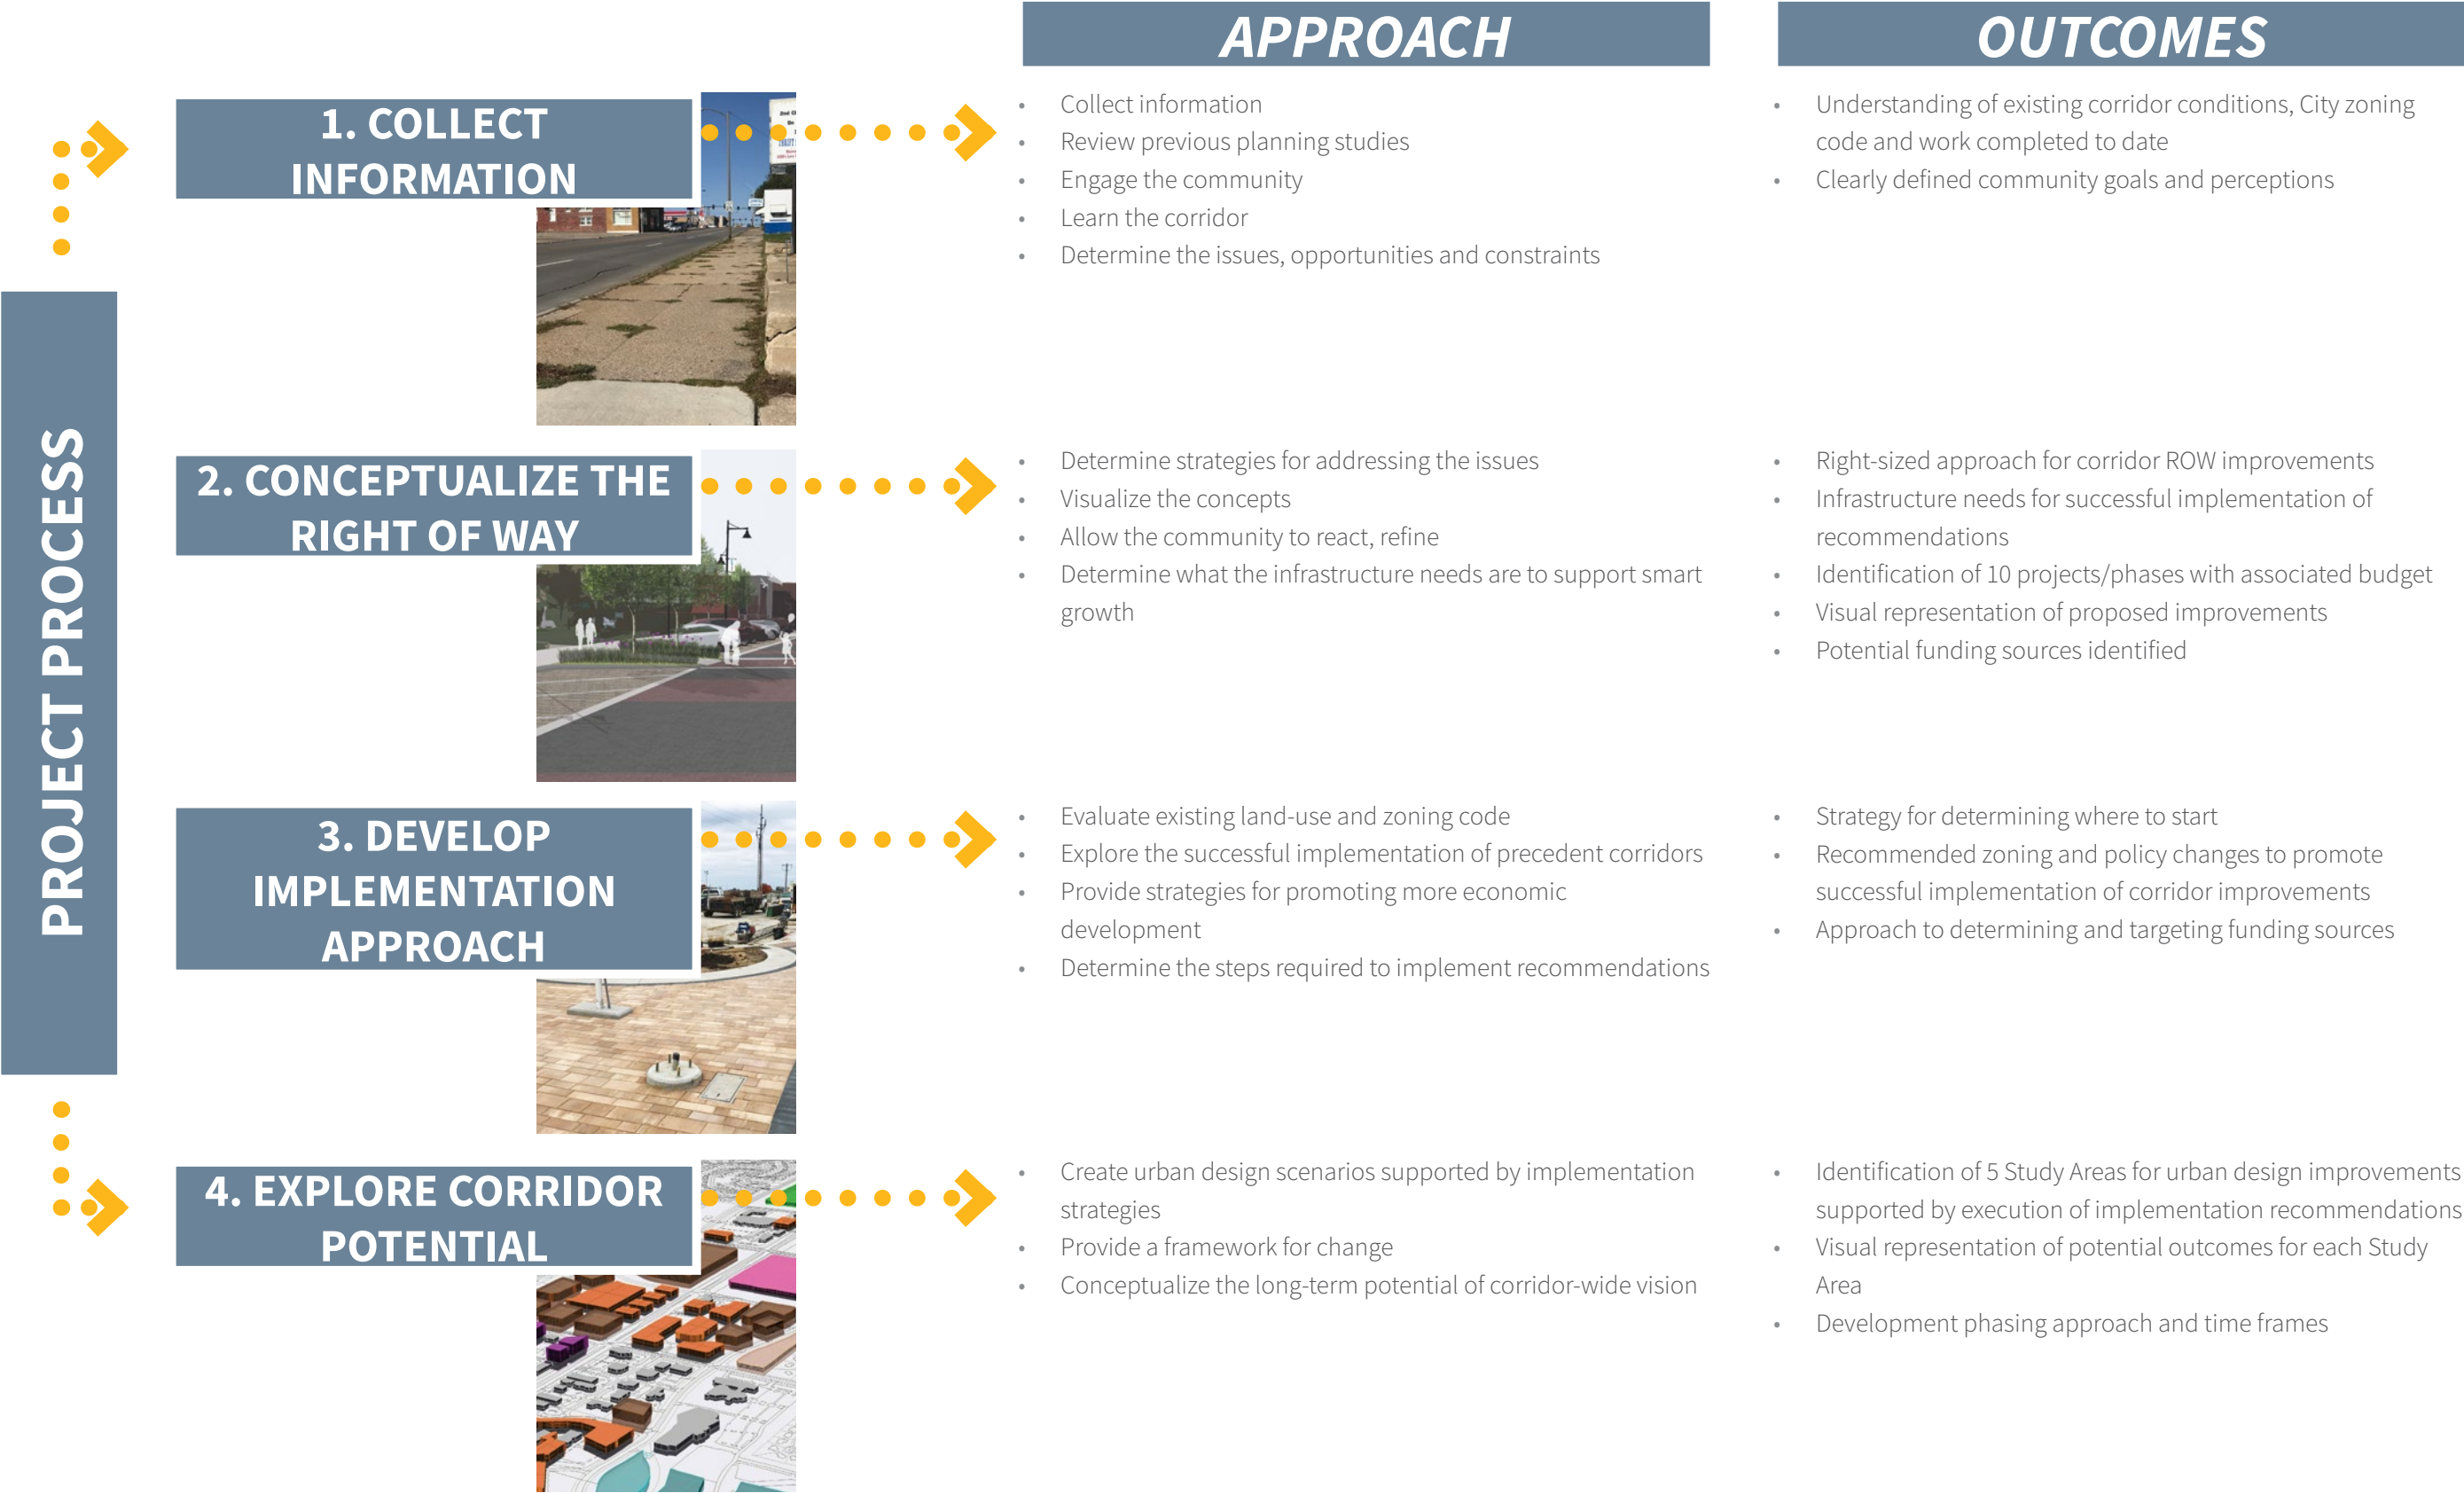 APPROACH
OUTCOMES
PROJECT PROCESS
1. COLLECT
INFORMATION
• Collect information
• Review previous planning studies
• Engage the community
• Learn the corridor
• Determine the issues, opportunities and constraints
• Understanding of existing corridor conditions, City zoning
code and work completed to date
• Clearly defined community goals and perceptions
2. CONCEPTUALIZE THE
RIGHT OF WAY
• Determine strategies for addressing the issues
• Visualize the concepts
• Allow the community to react, refine
• Determine what the infrastructure needs are to support smart
growth
• Right-sized approach for corridor ROW improvements
• Infrastructure needs for successful implementation of
recommendations
• Identification of 10 projects/phases with associated budget
• Visual representation of proposed improvements
• Potential funding sources identified
3. DEVELOP
IMPLEMENTATION
APPROACH
• Evaluate existing land-use and zoning code
• Explore the successful implementation of precedent corridors
• Provide strategies for promoting more economic
development
• Determine the steps required to implement recommendations
• Strategy for determining where to start
• Recommended zoning and policy changes to promote
successful implementation of corridor improvements
• Approach to determining and targeting funding sources
4. EXPLORE CORRIDOR
POTENTIAL
• Create urban design scenarios supported by implementation
strategies
• Provide a framework for change
• Conceptualize the long-term potential of corridor-wide vision
• Identification of 5 Study Areas for urban design improvements
supported by execution of implementation recommendations
• Visual representation of potential outcomes for each Study
Area
• Development phasing approach and time frames